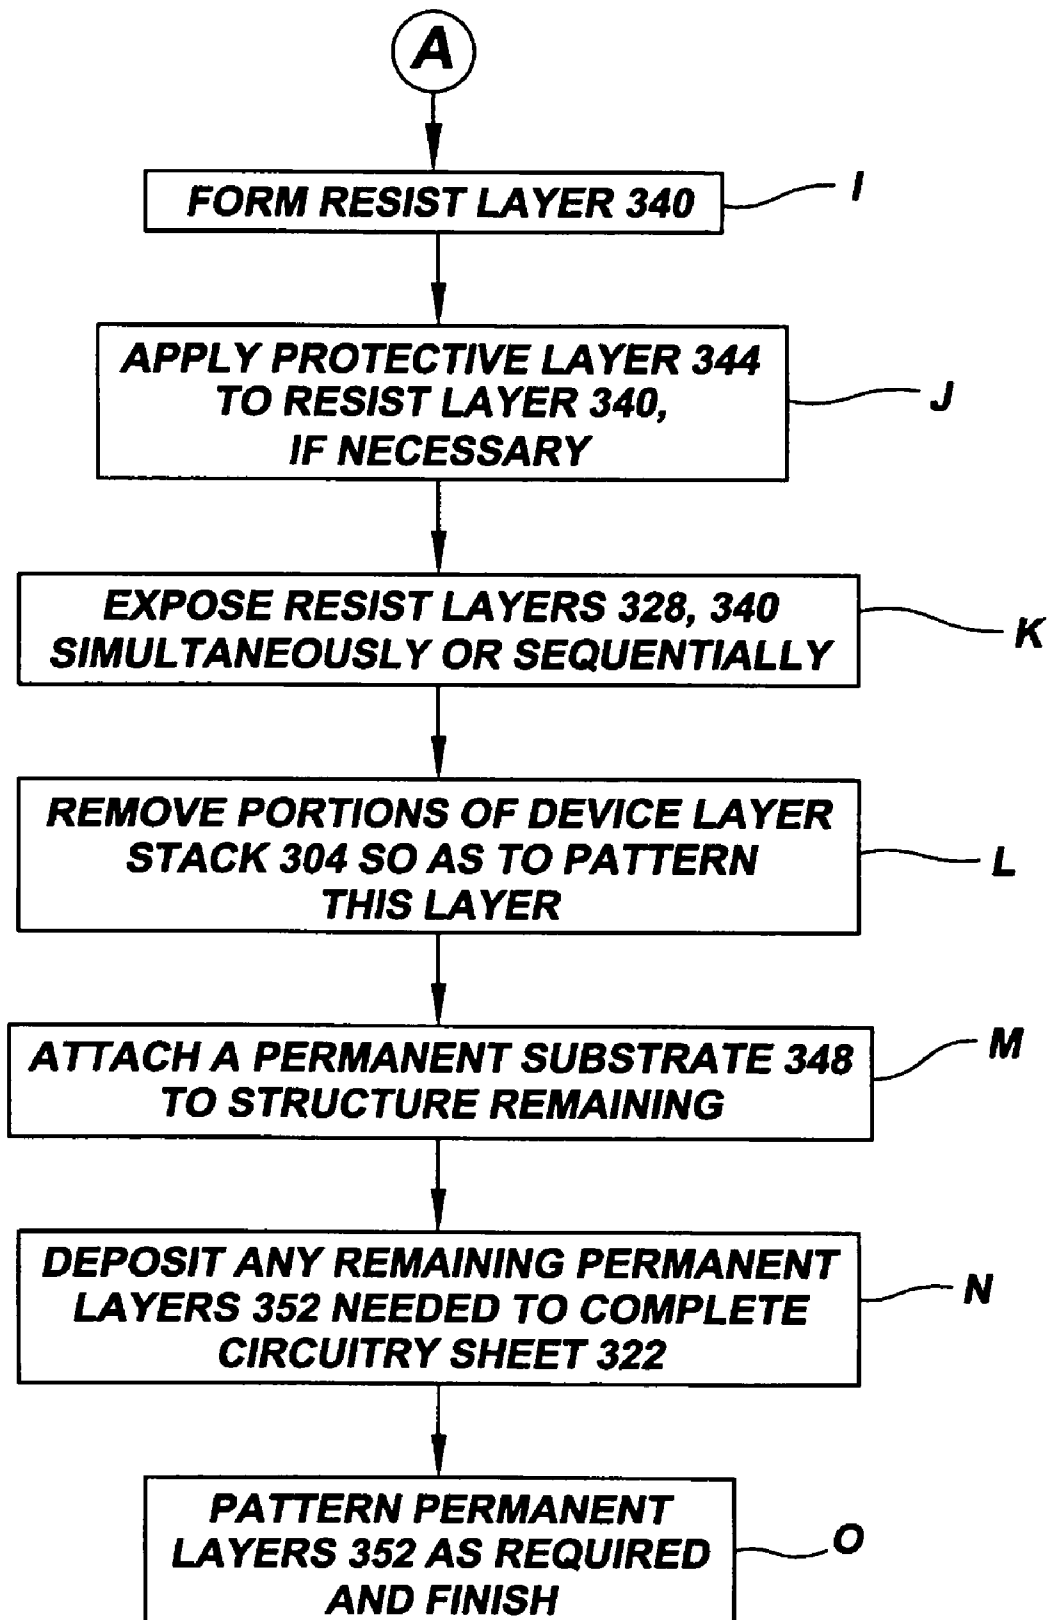 A
FORM RESIST LAYER 340
I
APPLY PROTECTIVE LAYER 344
TO RESIST LAYER 340,
IF NECESSARY
J
EXPOSE RESIST LAYERS 328, 340
SIMULTANEOUSLY OR SEQUENTIALLY
K
REMOVE PORTIONS OF DEVICE LAYER
STACK 304 SO AS TO PATTERN
THIS LAYER
L
ATTACH A PERMANENT SUBSTRATE 348
TO STRUCTURE REMAINING
M
DEPOSIT ANY REMAINING PERMANENT
LAYERS 352 NEEDED TO COMPLETE
CIRCUITRY SHEET 322
N
PATTERN PERMANENT
LAYERS 352 AS REQUIRED
AND FINISH
O